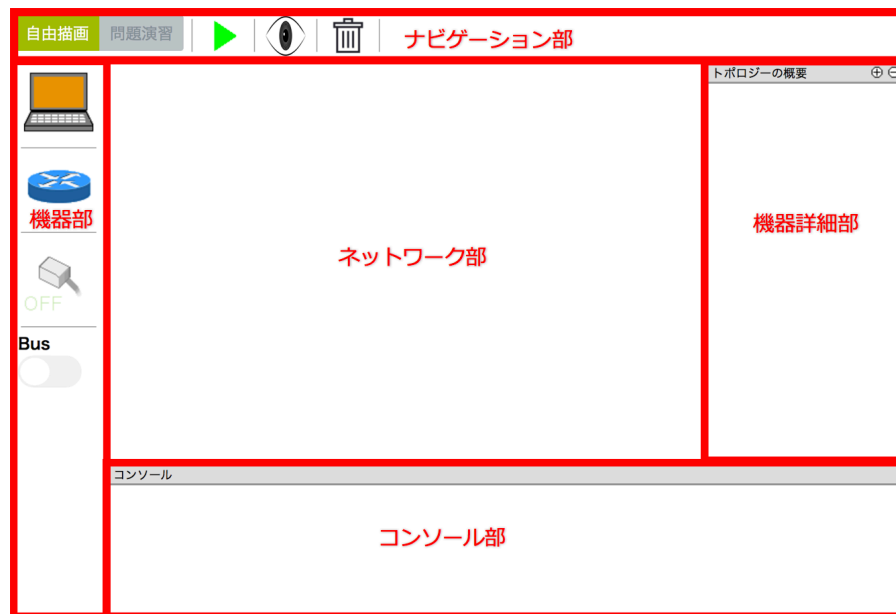 自由描画 問題演習 ナビゲーション部
トポロジーの概要
機器部
機器詳細部
ネットワーク部
OFF
Bus
コンソール
コンソール部